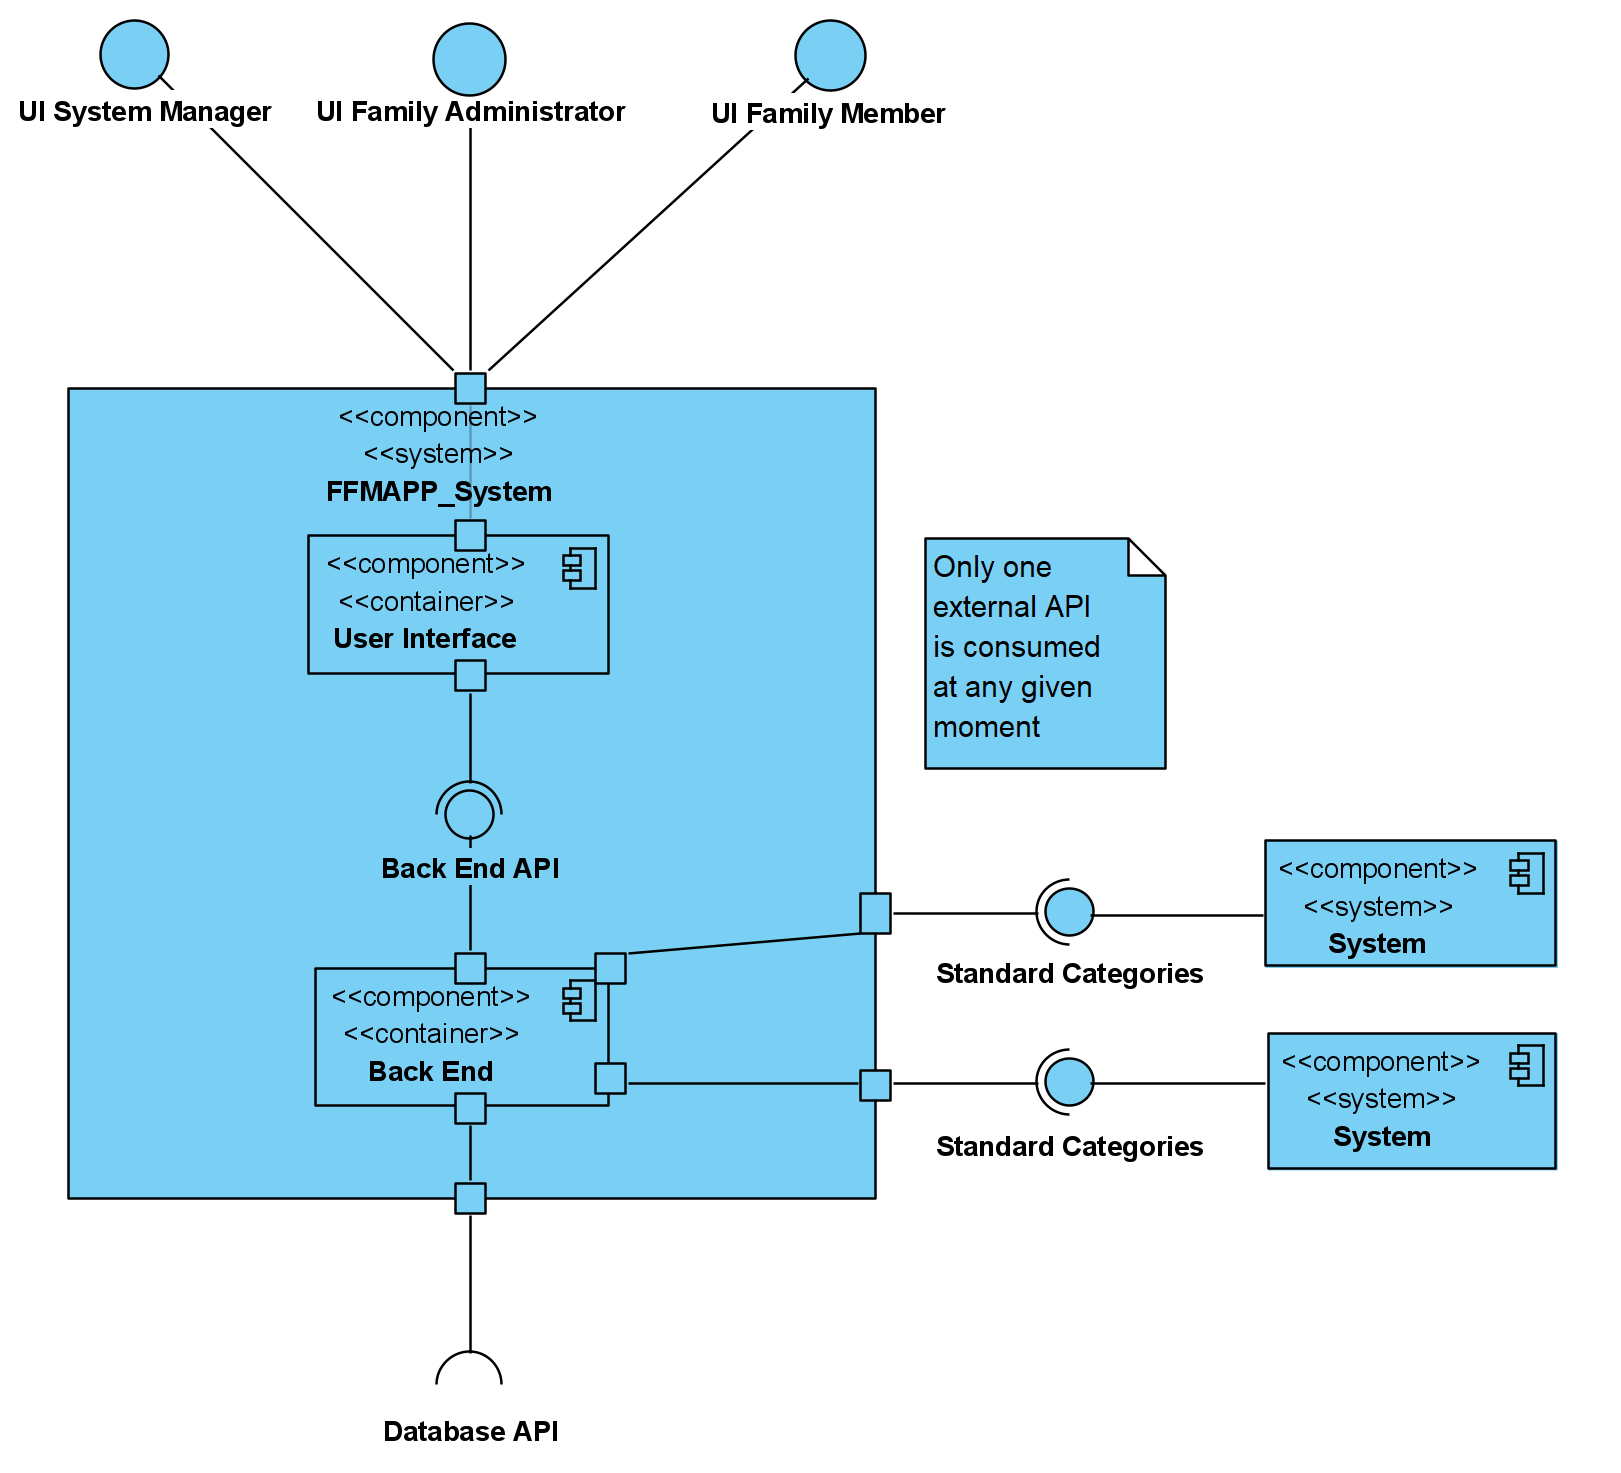 UI System Manager
UI Family Administrator
UI Family Member
<<component>>
<<system>>
FFMAPP_System
<<component>>
<<container>>
User Interface
Only one
external API
is consumed
at any given
moment
Back End API
<<component>>
<<system>>
System
Standard Categories
<<component>>
<<container>>
Back End
<<component>>
<<system>>
System
Standard Categories
Database API